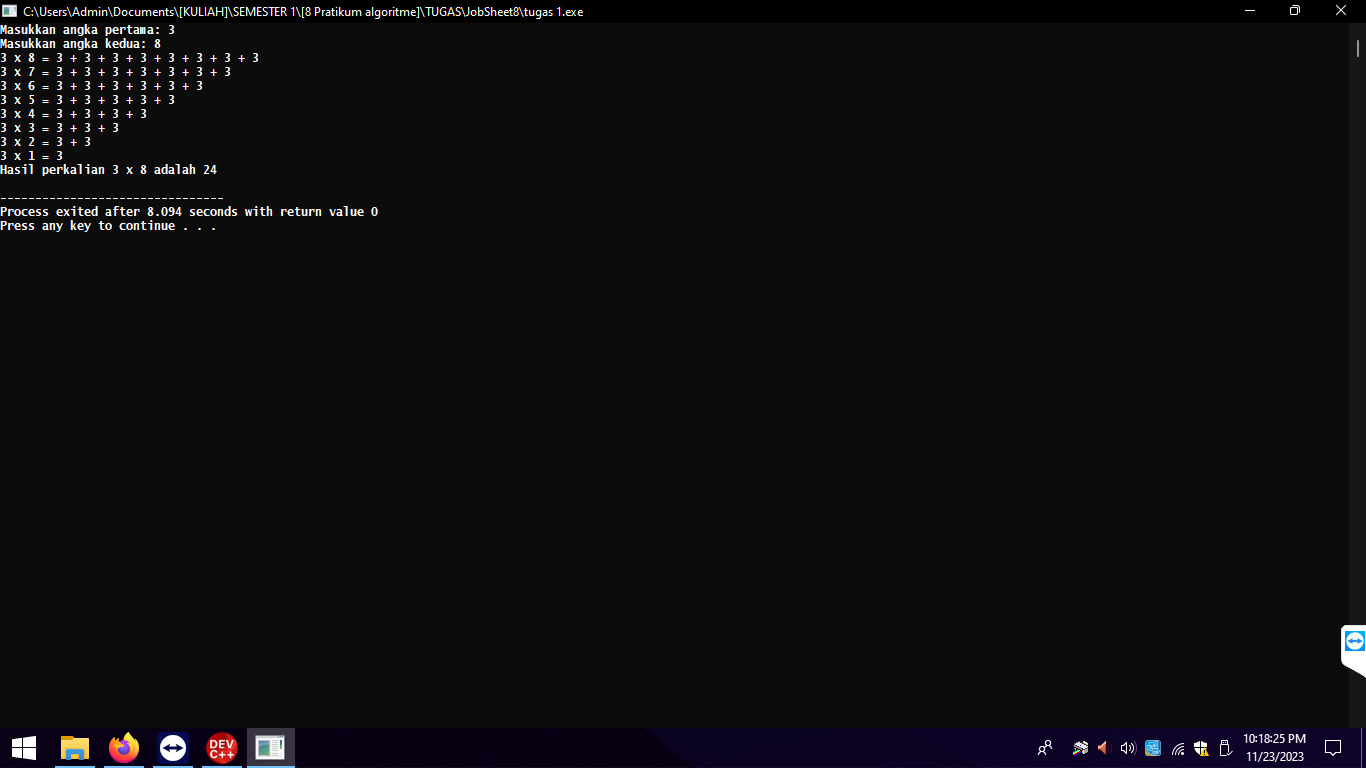 C:\Users\Admin\Documents\[KULIAH]\SEMESTER 1\[8 Pratikum algoritme]\TUGAS\JobSheet8\tugas 1.exe
Masukkan angka pertama: 3
Masukkan angka kedua: 8
3 x 8 = 3 + 3 + 3 + 3 + 3 + 3 + 3 + 3
3 x 7 = 3 + 3 + 3 + 3 + 3 + 3 + 3
3 x 6 = 3 + 3 + 3 + 3 + 3 + 3
3 x 5 = 3 + 3 + 3 + 3 + 3
3 x 4 = 3 + 3 + 3 + 3
3 x 3 = 3 + 3 + 3
3 x 2 = 3 + 3
3 x 1 = 3
Hasil perkalian 3 x 8 adalah 24
--------------------------------
Process exited after 8.094 seconds with return value 0
Press any key to continue . . .
DEV
C++
10:18:25 PM
11/23/2023